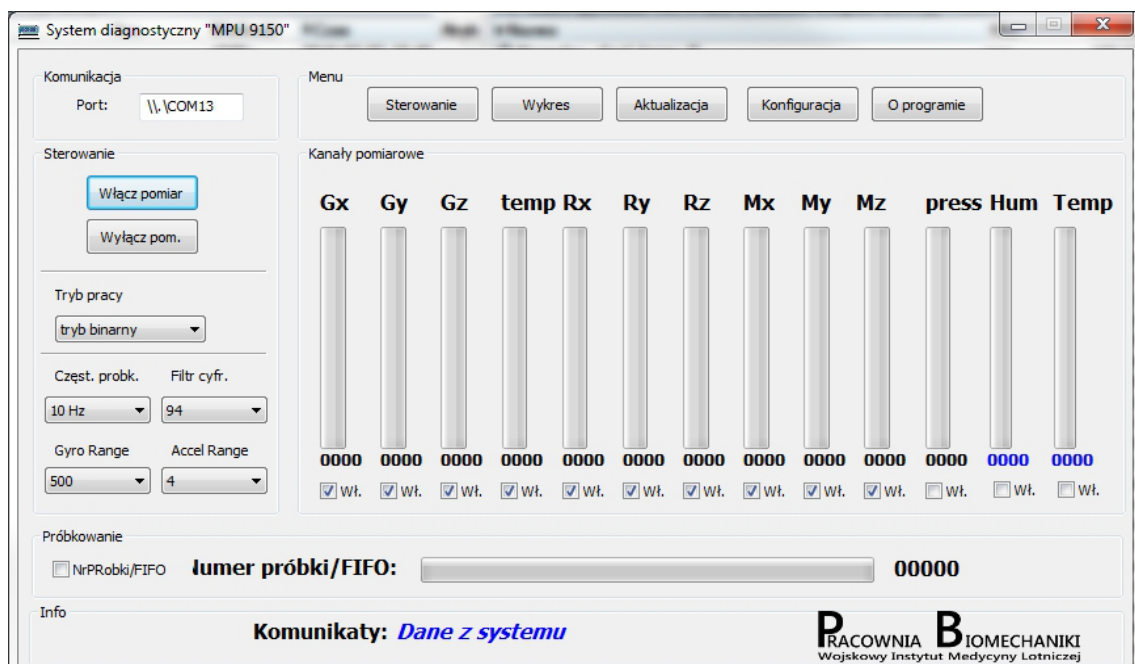 System diagnostyczny "MPU 9150"
Komunikacja
Port: \\.\COM13
Menu
Sterowanie Wykres Aktualizacja Konfiguracja O programie
Sterowanie
Włącz pomiar
Wyłącz pom.
Tryb pracy
tryb binarny
Częst. probk. Filtr cyfr.
10 Hz 94
Gyro Range Accel Range
500 4
Kanały pomiarowe
Gx Gy Gz temp Rx Ry Rz Mx My Mz press Hum Temp
0000 0000 0000 0000 0000 0000 0000 0000 0000 0000 0000 0000 0000
Wł. Wł. Wł. Wł. Wł. Wł. Wł. Wł. Wł. Wł. Wł. Wł. Wł.
Próbkowanie
NrPRobki/FIFO Numer próbki/FIFO: 00000
Info
Komunikaty: Dane z systemu
PRACOWNIA BIOMECHANIKI
Wojskowy Instytut Medycyny Lotniczej